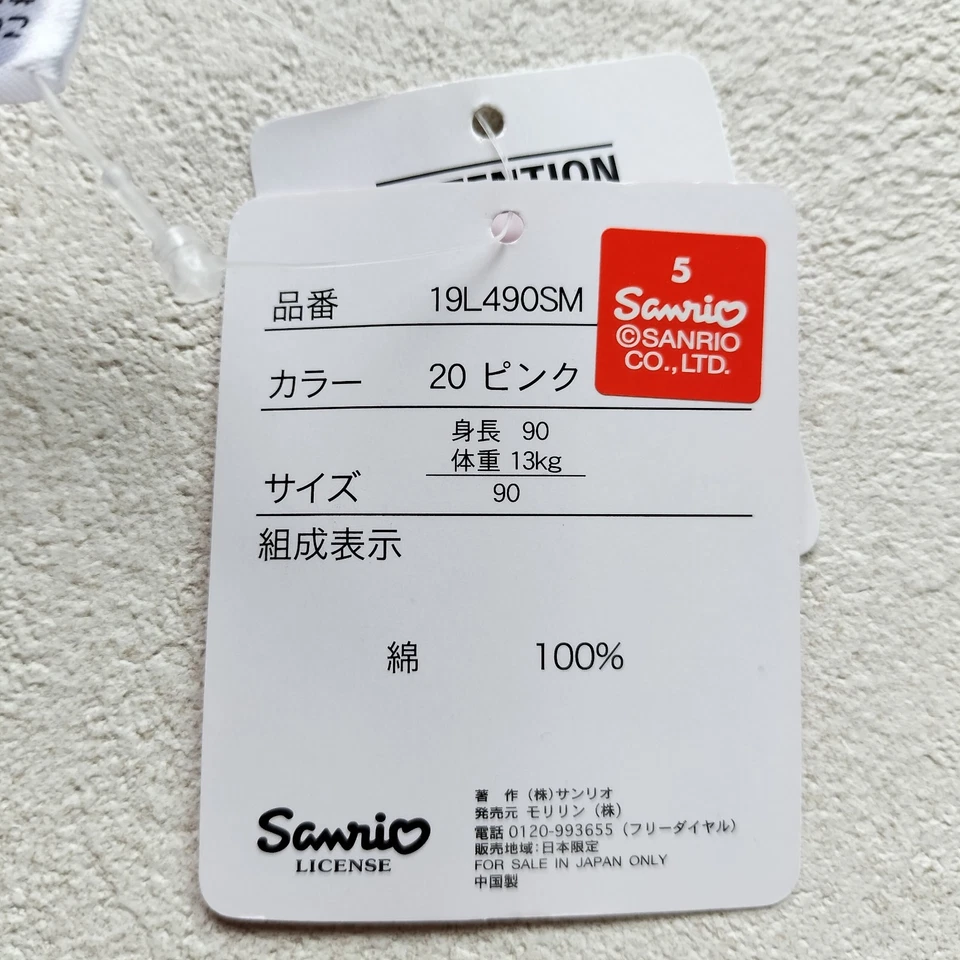 品番 19L490SM
5
Sanrio
©SANRIO
CO.,LTD.
カラー 20 ピンク
身長 90
体重 13kg
サイズ 90
組成表示
綿 100%
Sanrio
LICENSE
著 作 (株)サンリオ
発売元 モリリン (株)
電話 0120-993655 (フリーダイヤル)
販売地域:日本限定
FOR SALE IN JAPAN ONLY
中国製